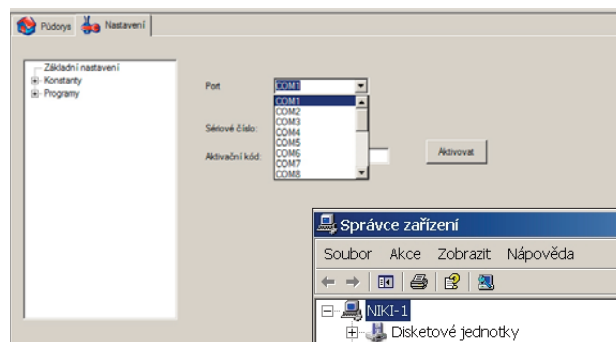 Půdorys Nastavení
Základní nastavení
Konstanty
Programy
Port COM1
COM1
COM2
COM3
COM4
COM5
COM6
COM7
COM8
Sériové číslo:
Aktivační kód:
Aktivovat
Správce zařízení
Soubor Akce Zobrazit Nápověda
NIKI-1
Disketové jednotky